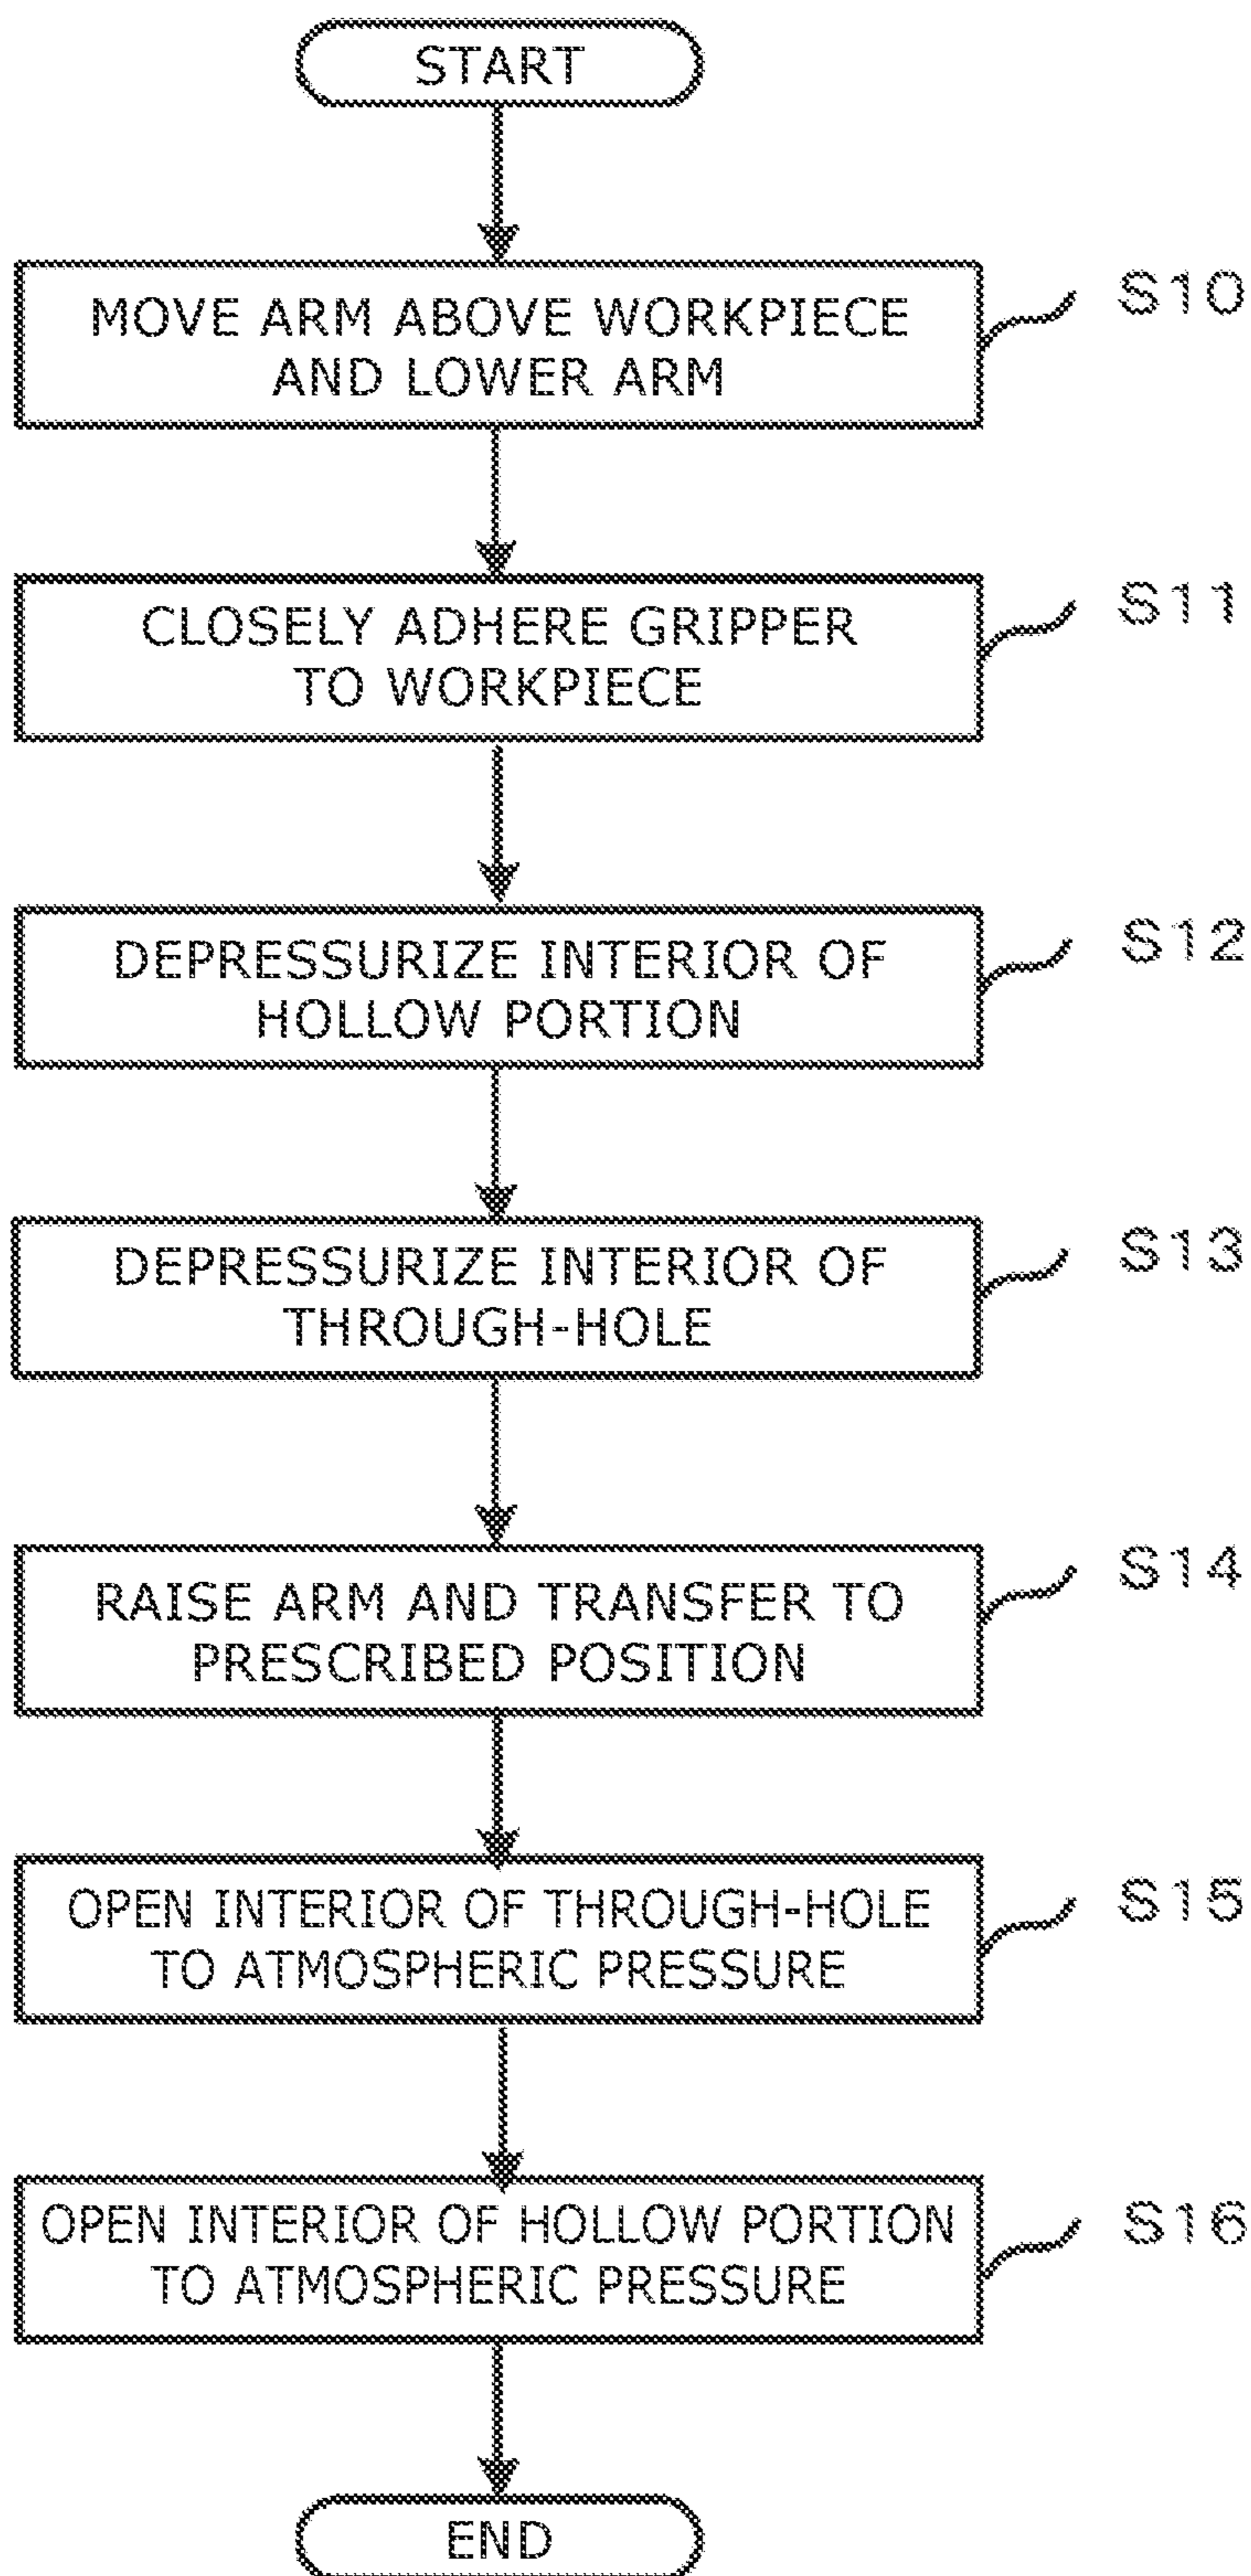 START
MOVE ARM ABOVE WORKPIECE
AND LOWER ARM
S10
CLOSELY ADHERE GRIPPER
TO WORKPIECE
S11
DEPRESSURIZE INTERIOR OF
HOLLOW PORTION
S12
DEPRESSURIZE INTERIOR OF
THROUGH-HOLE
S13
RAISE ARM AND TRANSFER TO
PRESCRIBED POSITION
S14
OPEN INTERIOR OF THROUGH-HOLE
TO ATMOSPHERIC PRESSURE
S15
OPEN INTERIOR OF HOLLOW PORTION
TO ATMOSPHERIC PRESSURE
S16
END